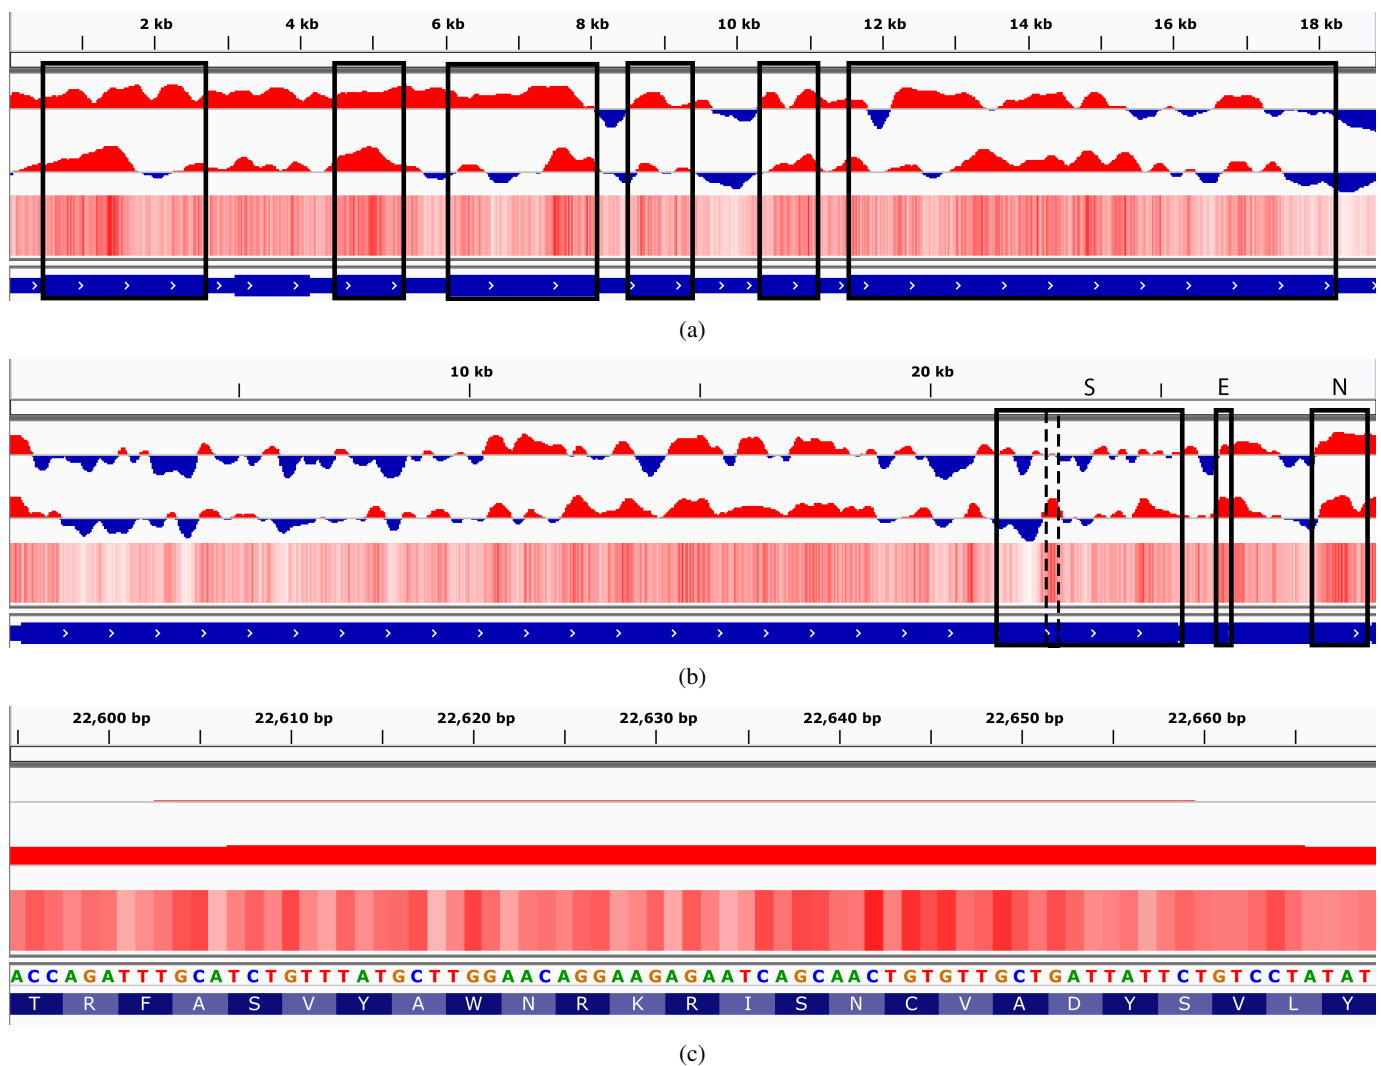 2 kb 4 kb 6 kb 8 kb 10 kb 12 kb 14 kb 16 kb 18 kb
(a)
10 kb 20 kb
S E N
(b)
22,600 bp 22,610 bp 22,620 bp 22,630 bp 22,640 bp 22,650 bp 22,660 bp
ACCAGATTTGCATCTGTTTATGCTTGGAACAGGAAGAGAATCAGCAACTGTGTTGCTGATTATTCTGTCCTATAT
T R F A S V Y A W N R K R I S N C V A D Y S V L Y
(c)